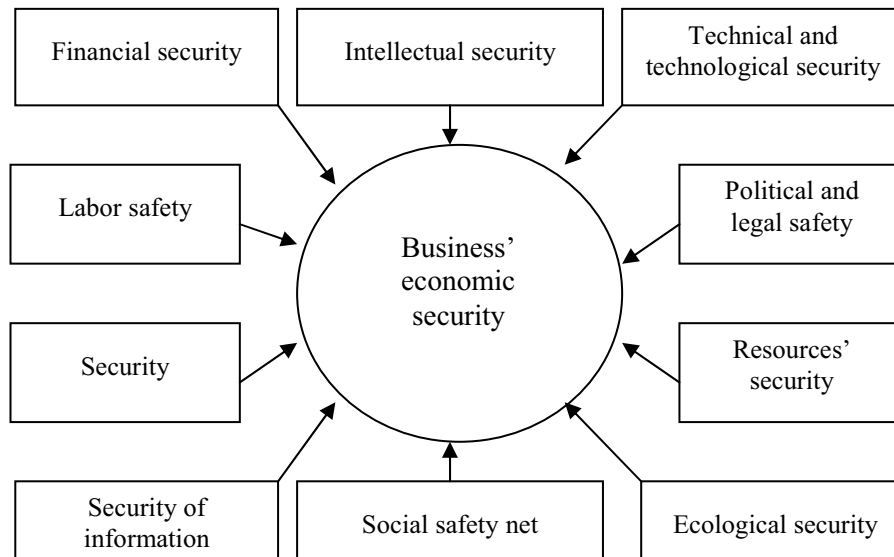 Financial security
Intellectual security
Technical and
technological security
Labor safety
Business’
economic
security
Political and
legal safety
Security
Resources’
security
Security of
information
Social safety net
Ecological security